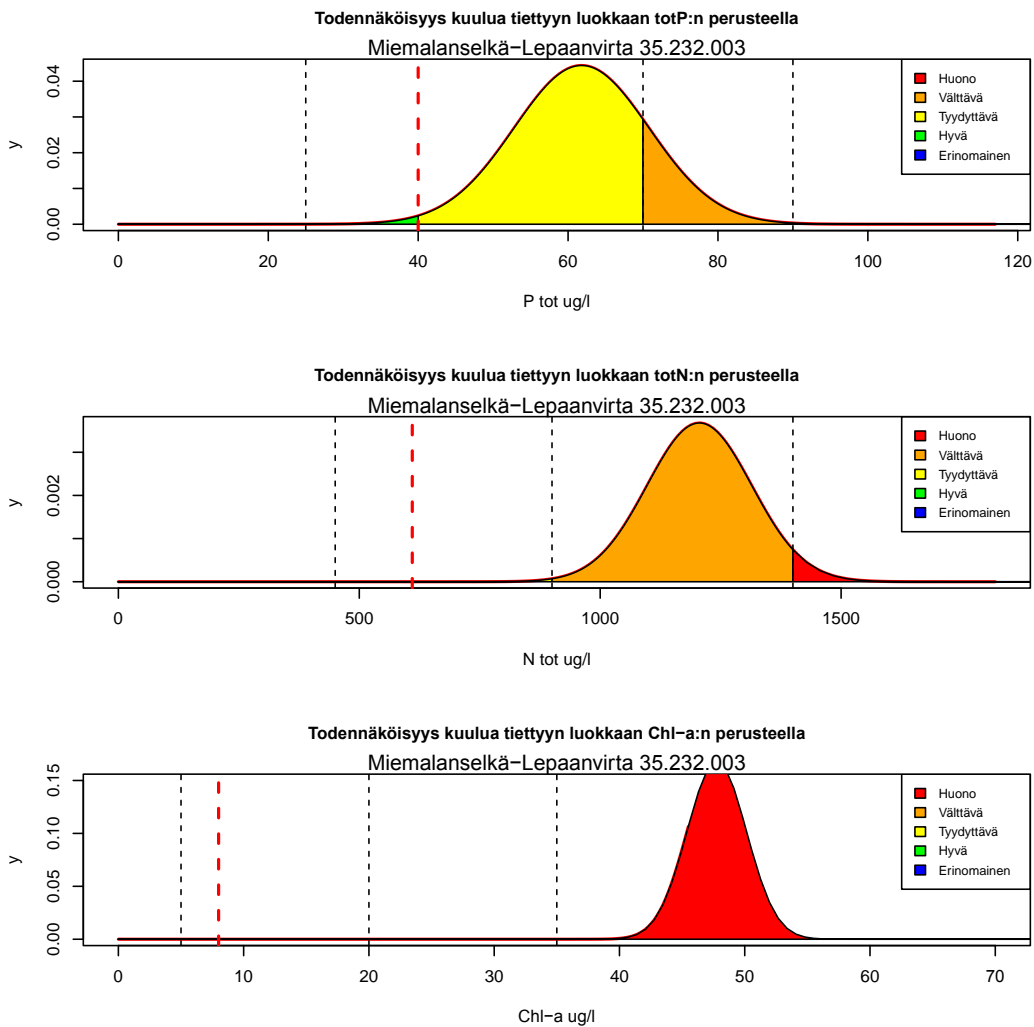 Todennäköisyys kuulua tiettyyn luokkaan totP:n perusteella
Miemalanselkä−Lepaanvirta 35.232.003
y
0.00
0.02
0.04
Huono
Välttävä
Tyydyttävä
Hyvä
Erinomainen
0 20 40 60 80 100 120
P tot ug/l
Todennäköisyys kuulua tiettyyn luokkaan totN:n perusteella
Miemalanselkä−Lepaanvirta 35.232.003
y
0.000
0.002
Huono
Välttävä
Tyydyttävä
Hyvä
Erinomainen
0 500 1000 1500
N tot ug/l
Todennäköisyys kuulua tiettyyn luokkaan Chl−a:n perusteella
Miemalanselkä−Lepaanvirta 35.232.003
y
0.00
0.05
0.10
0.15
Huono
Välttävä
Tyydyttävä
Hyvä
Erinomainen
0 10 20 30 40 50 60 70
Chl−a ug/l